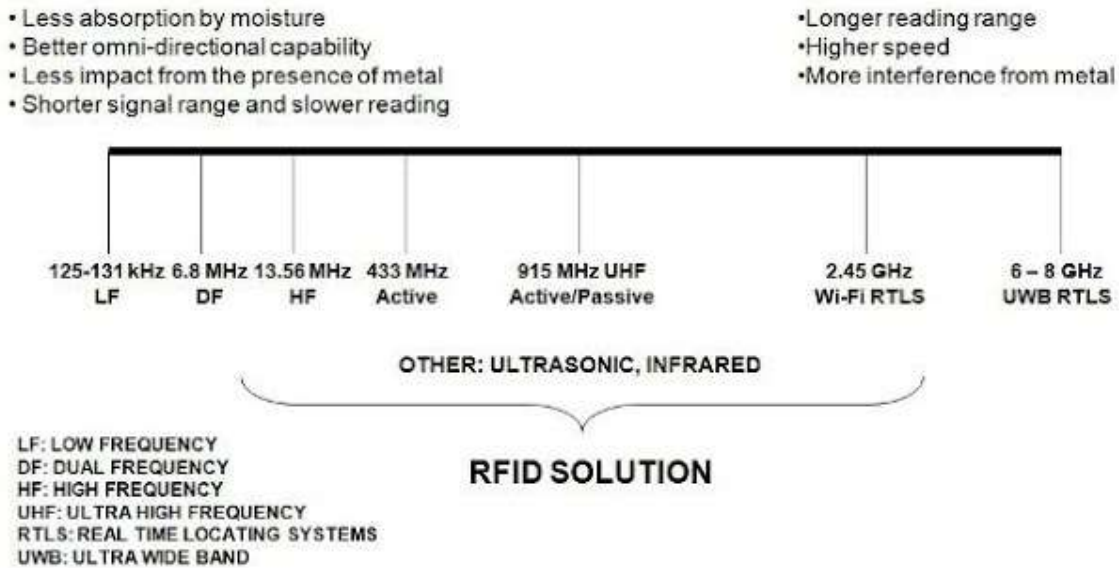 • Less absorption by moisture
• Better omni-directional capability
• Less impact from the presence of metal
• Shorter signal range and slower reading
•Longer reading range
•Higher speed
•More interference from metal
125-131 kHz 6.8 MHz 13.56 MHz 433 MHz 915 MHz UHF 2.45 GHz 6 – 8 GHz
LF DF HF Active Active/Passive Wi-Fi RTLS UWB RTLS
OTHER: ULTRASONIC, INFRARED
RFID SOLUTION
LF: LOW FREQUENCY
DF: DUAL FREQUENCY
HF: HIGH FREQUENCY
UHF: ULTRA HIGH FREQUENCY
RTLS: REAL TIME LOCATING SYSTEMS
UWB: ULTRA WIDE BAND